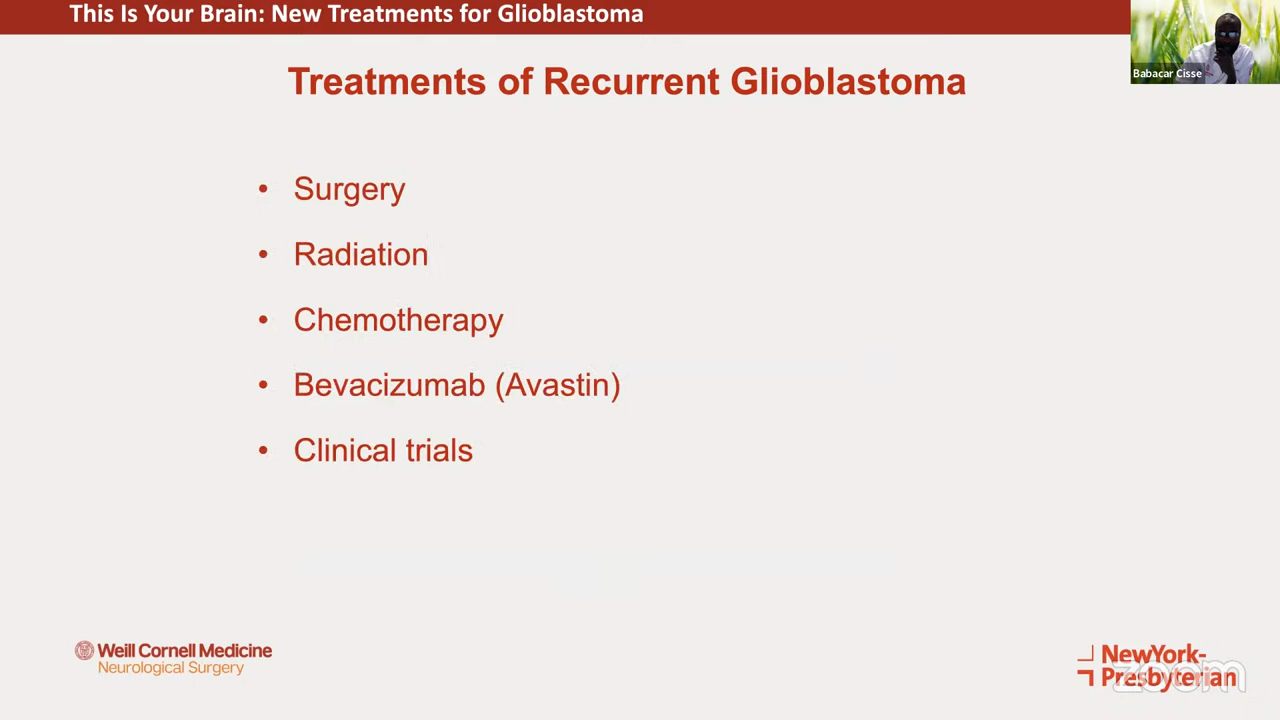 This Is Your Brain: New Treatments for Glioblastoma
Babacar Cisse
Treatments of Recurrent Glioblastoma
• Surgery
• Radiation
• Chemotherapy
• Bevacizumab (Avastin)
• Clinical trials
Weill Cornell Medicine
Neurological Surgery
NewYork-
Presbyterian
zoom